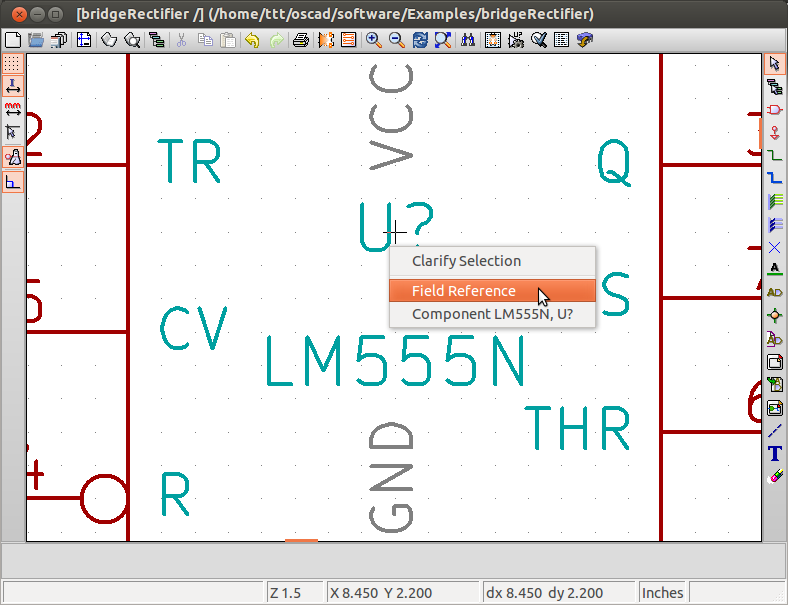 [bridgeRectifier /] (/home/ttt/oscad/software/Examples/bridgeRectifier)
VCC
2
TR
Q
U?
Clarify Selection
Field Reference
Component LM555N, U?
S
5
CV
LM555N
6
THR
GND
R
Z 1.5
X 8.450 Y 2.200
dx 8.450 dy 2.200
Inches